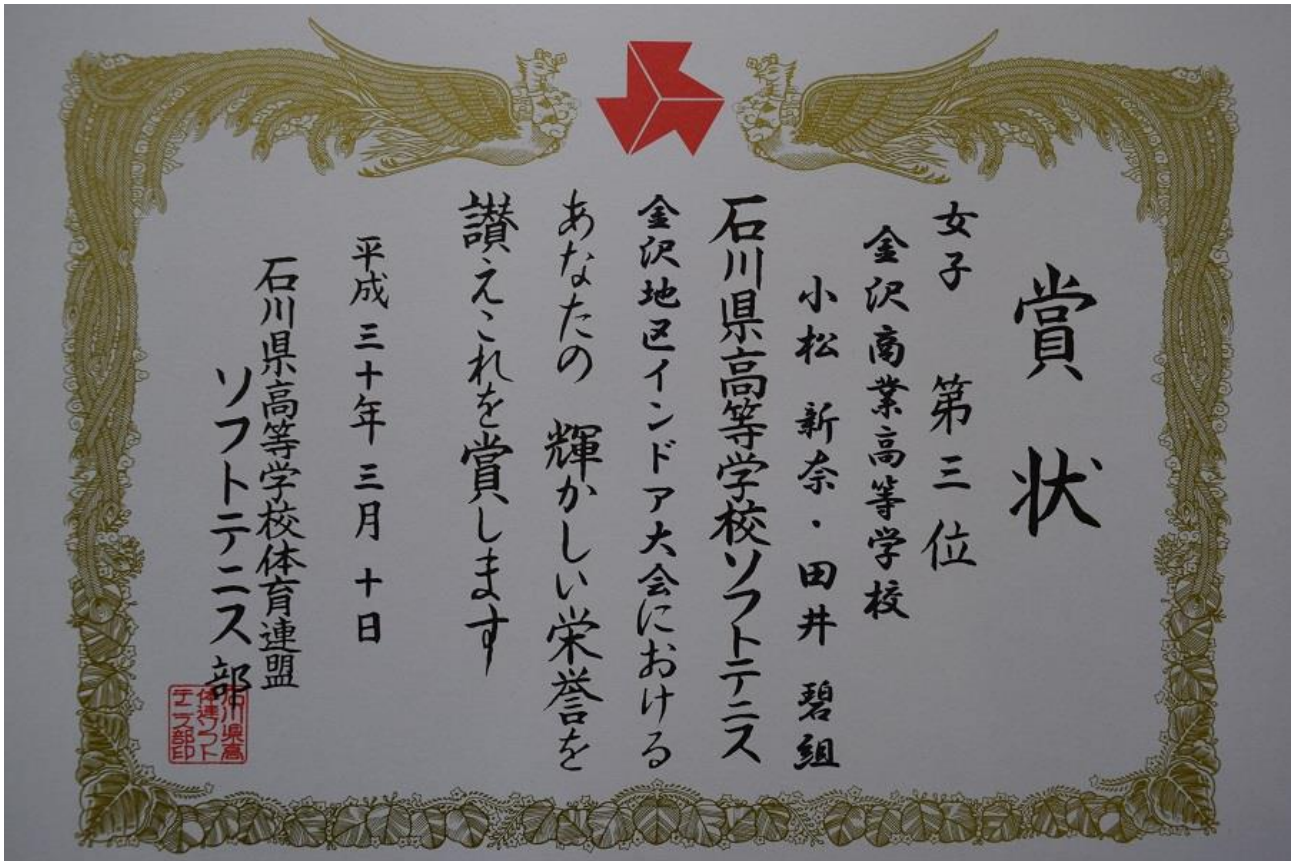 賞状
女子 第三位
金沢商業高等学校
小松 新奈・田井 碧組
石川県高等学校ソフトテニス
金沢地区インドア大会における
あなたの 輝かしい栄誉を
讃えこれを賞します
平成三十年三月十日
石川県高等学校体育連盟
ソフトテニス部
石川県高
体連ソフト
テニス部印